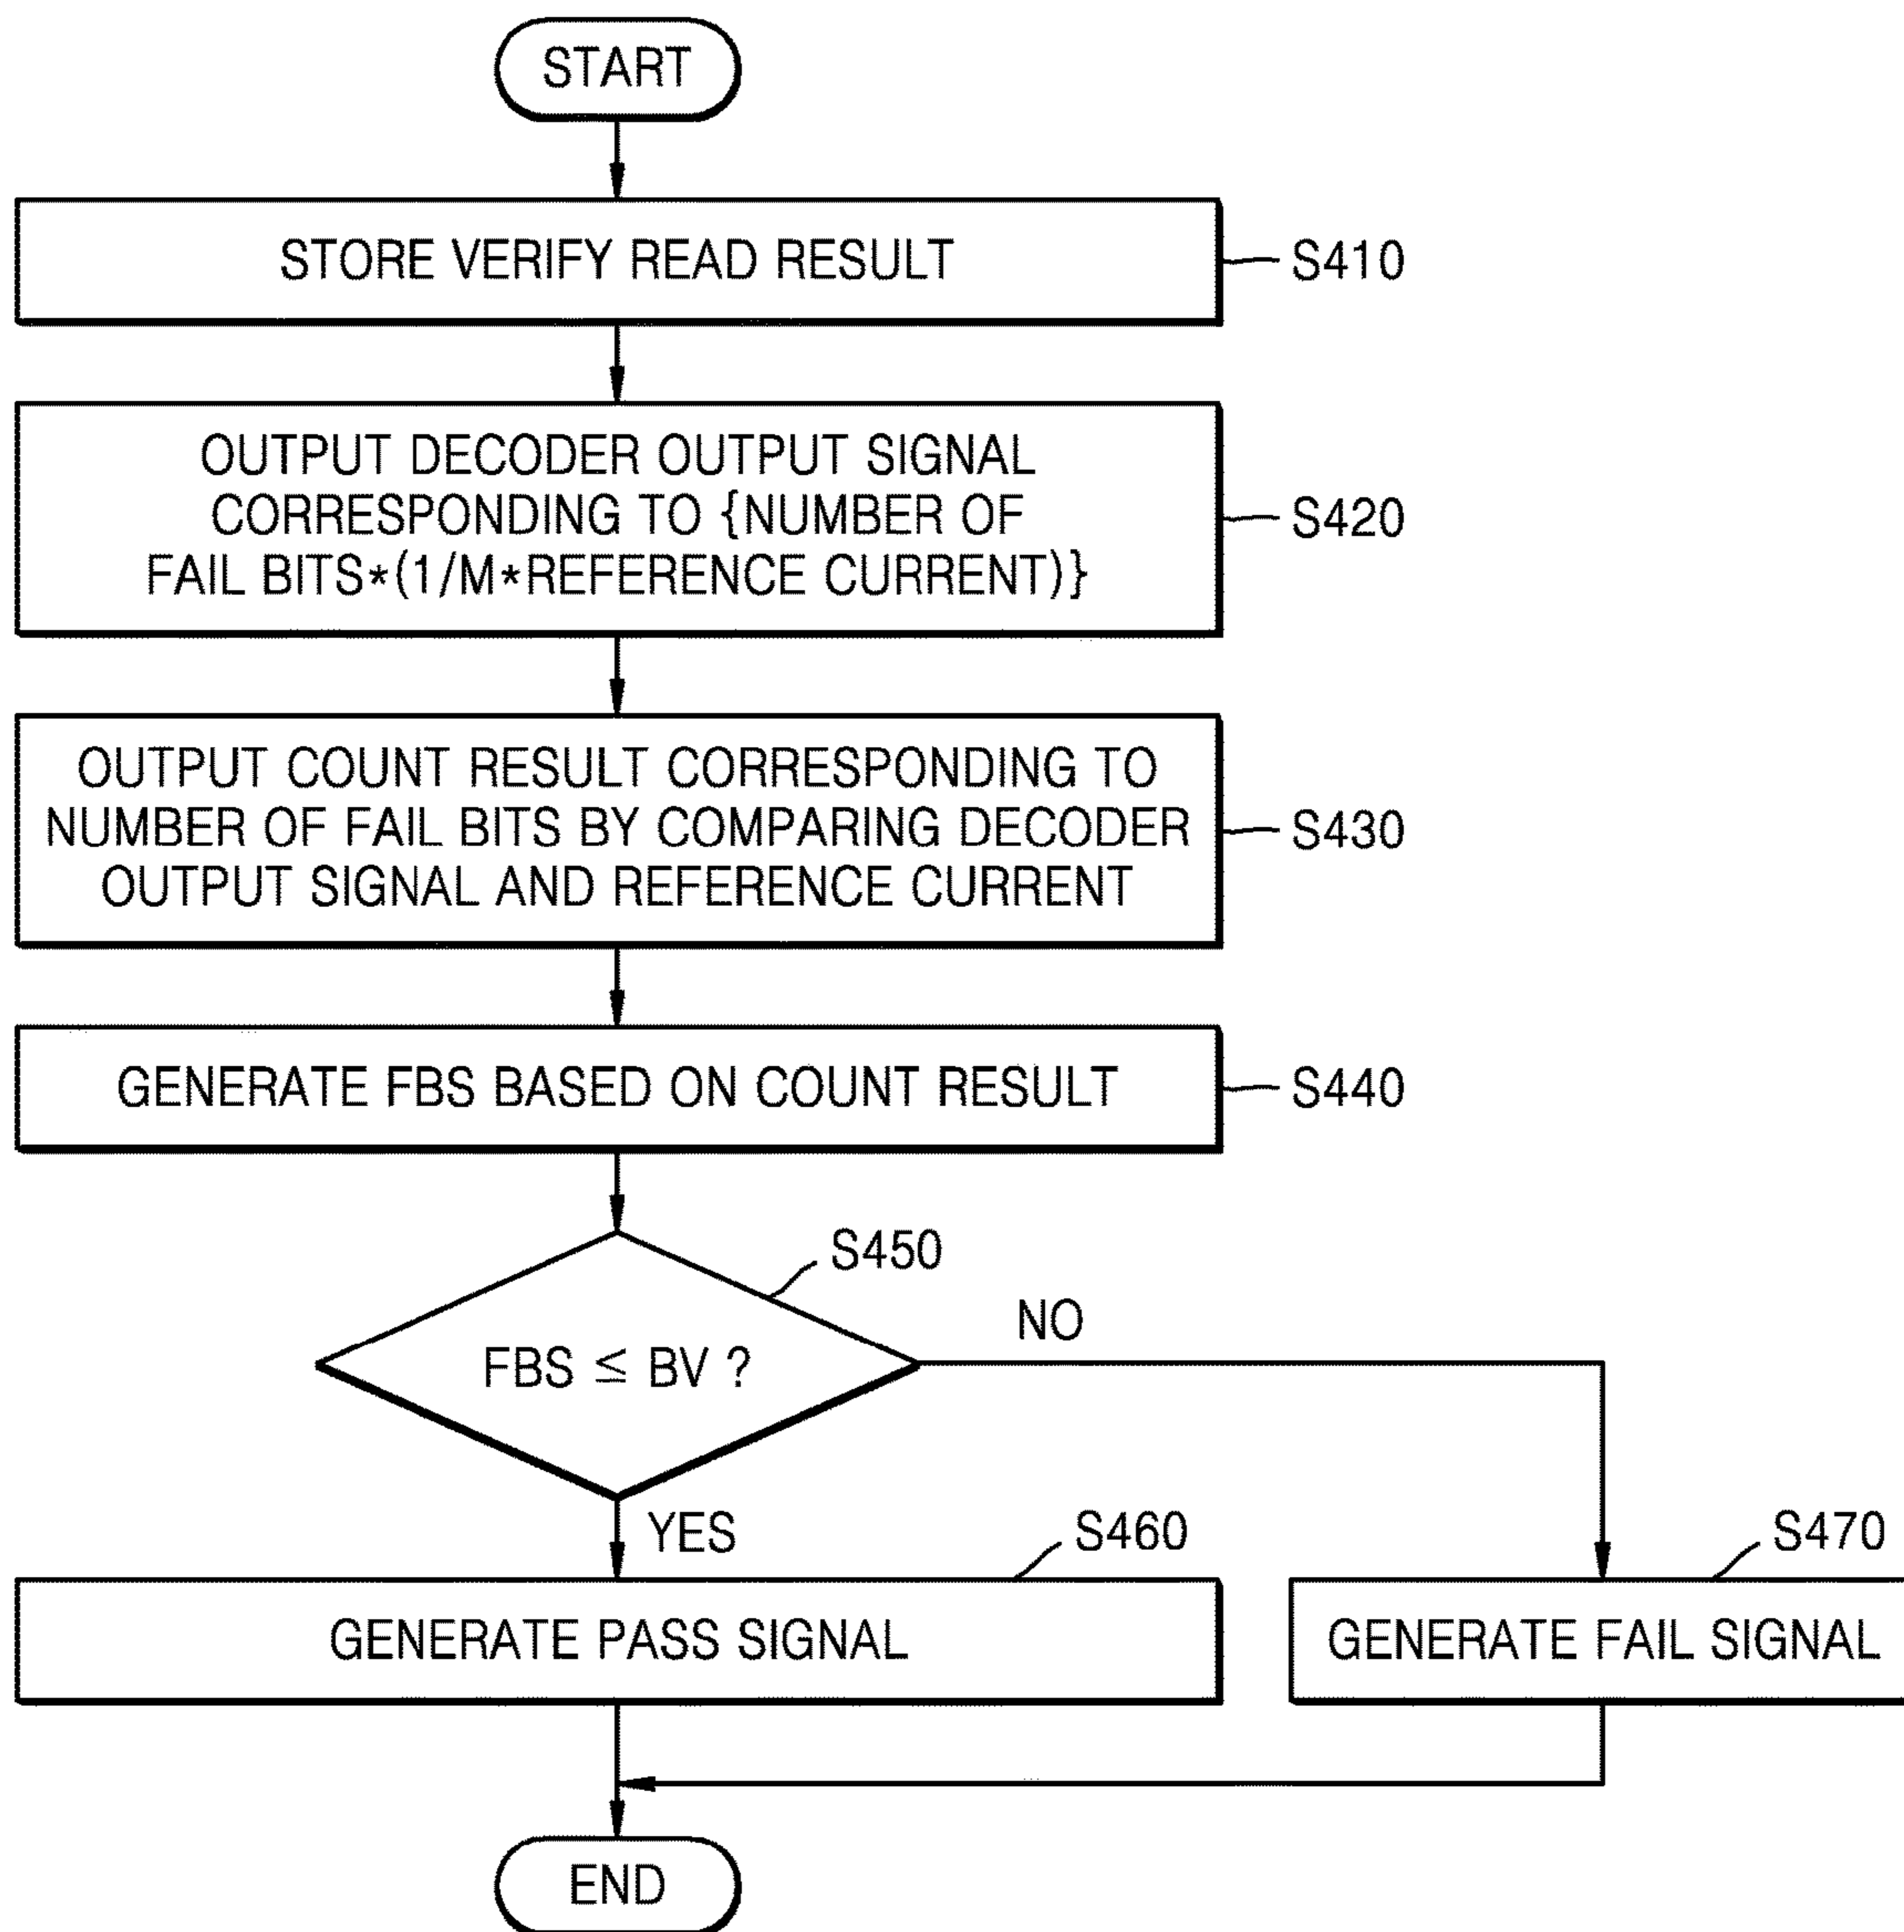 START
STORE VERIFY READ RESULT
S410
OUTPUT DECODER OUTPUT SIGNAL
CORRESPONDING TO {NUMBER OF
FAIL BITS*(1/M*REFERENCE CURRENT)}
S420
OUTPUT COUNT RESULT CORRESPONDING TO
NUMBER OF FAIL BITS BY COMPARING DECODER
OUTPUT SIGNAL AND REFERENCE CURRENT
S430
GENERATE FBS BASED ON COUNT RESULT
S440
S450
FBS ≤ BV ?
NO
YES
S460
S470
GENERATE PASS SIGNAL
GENERATE FAIL SIGNAL
END